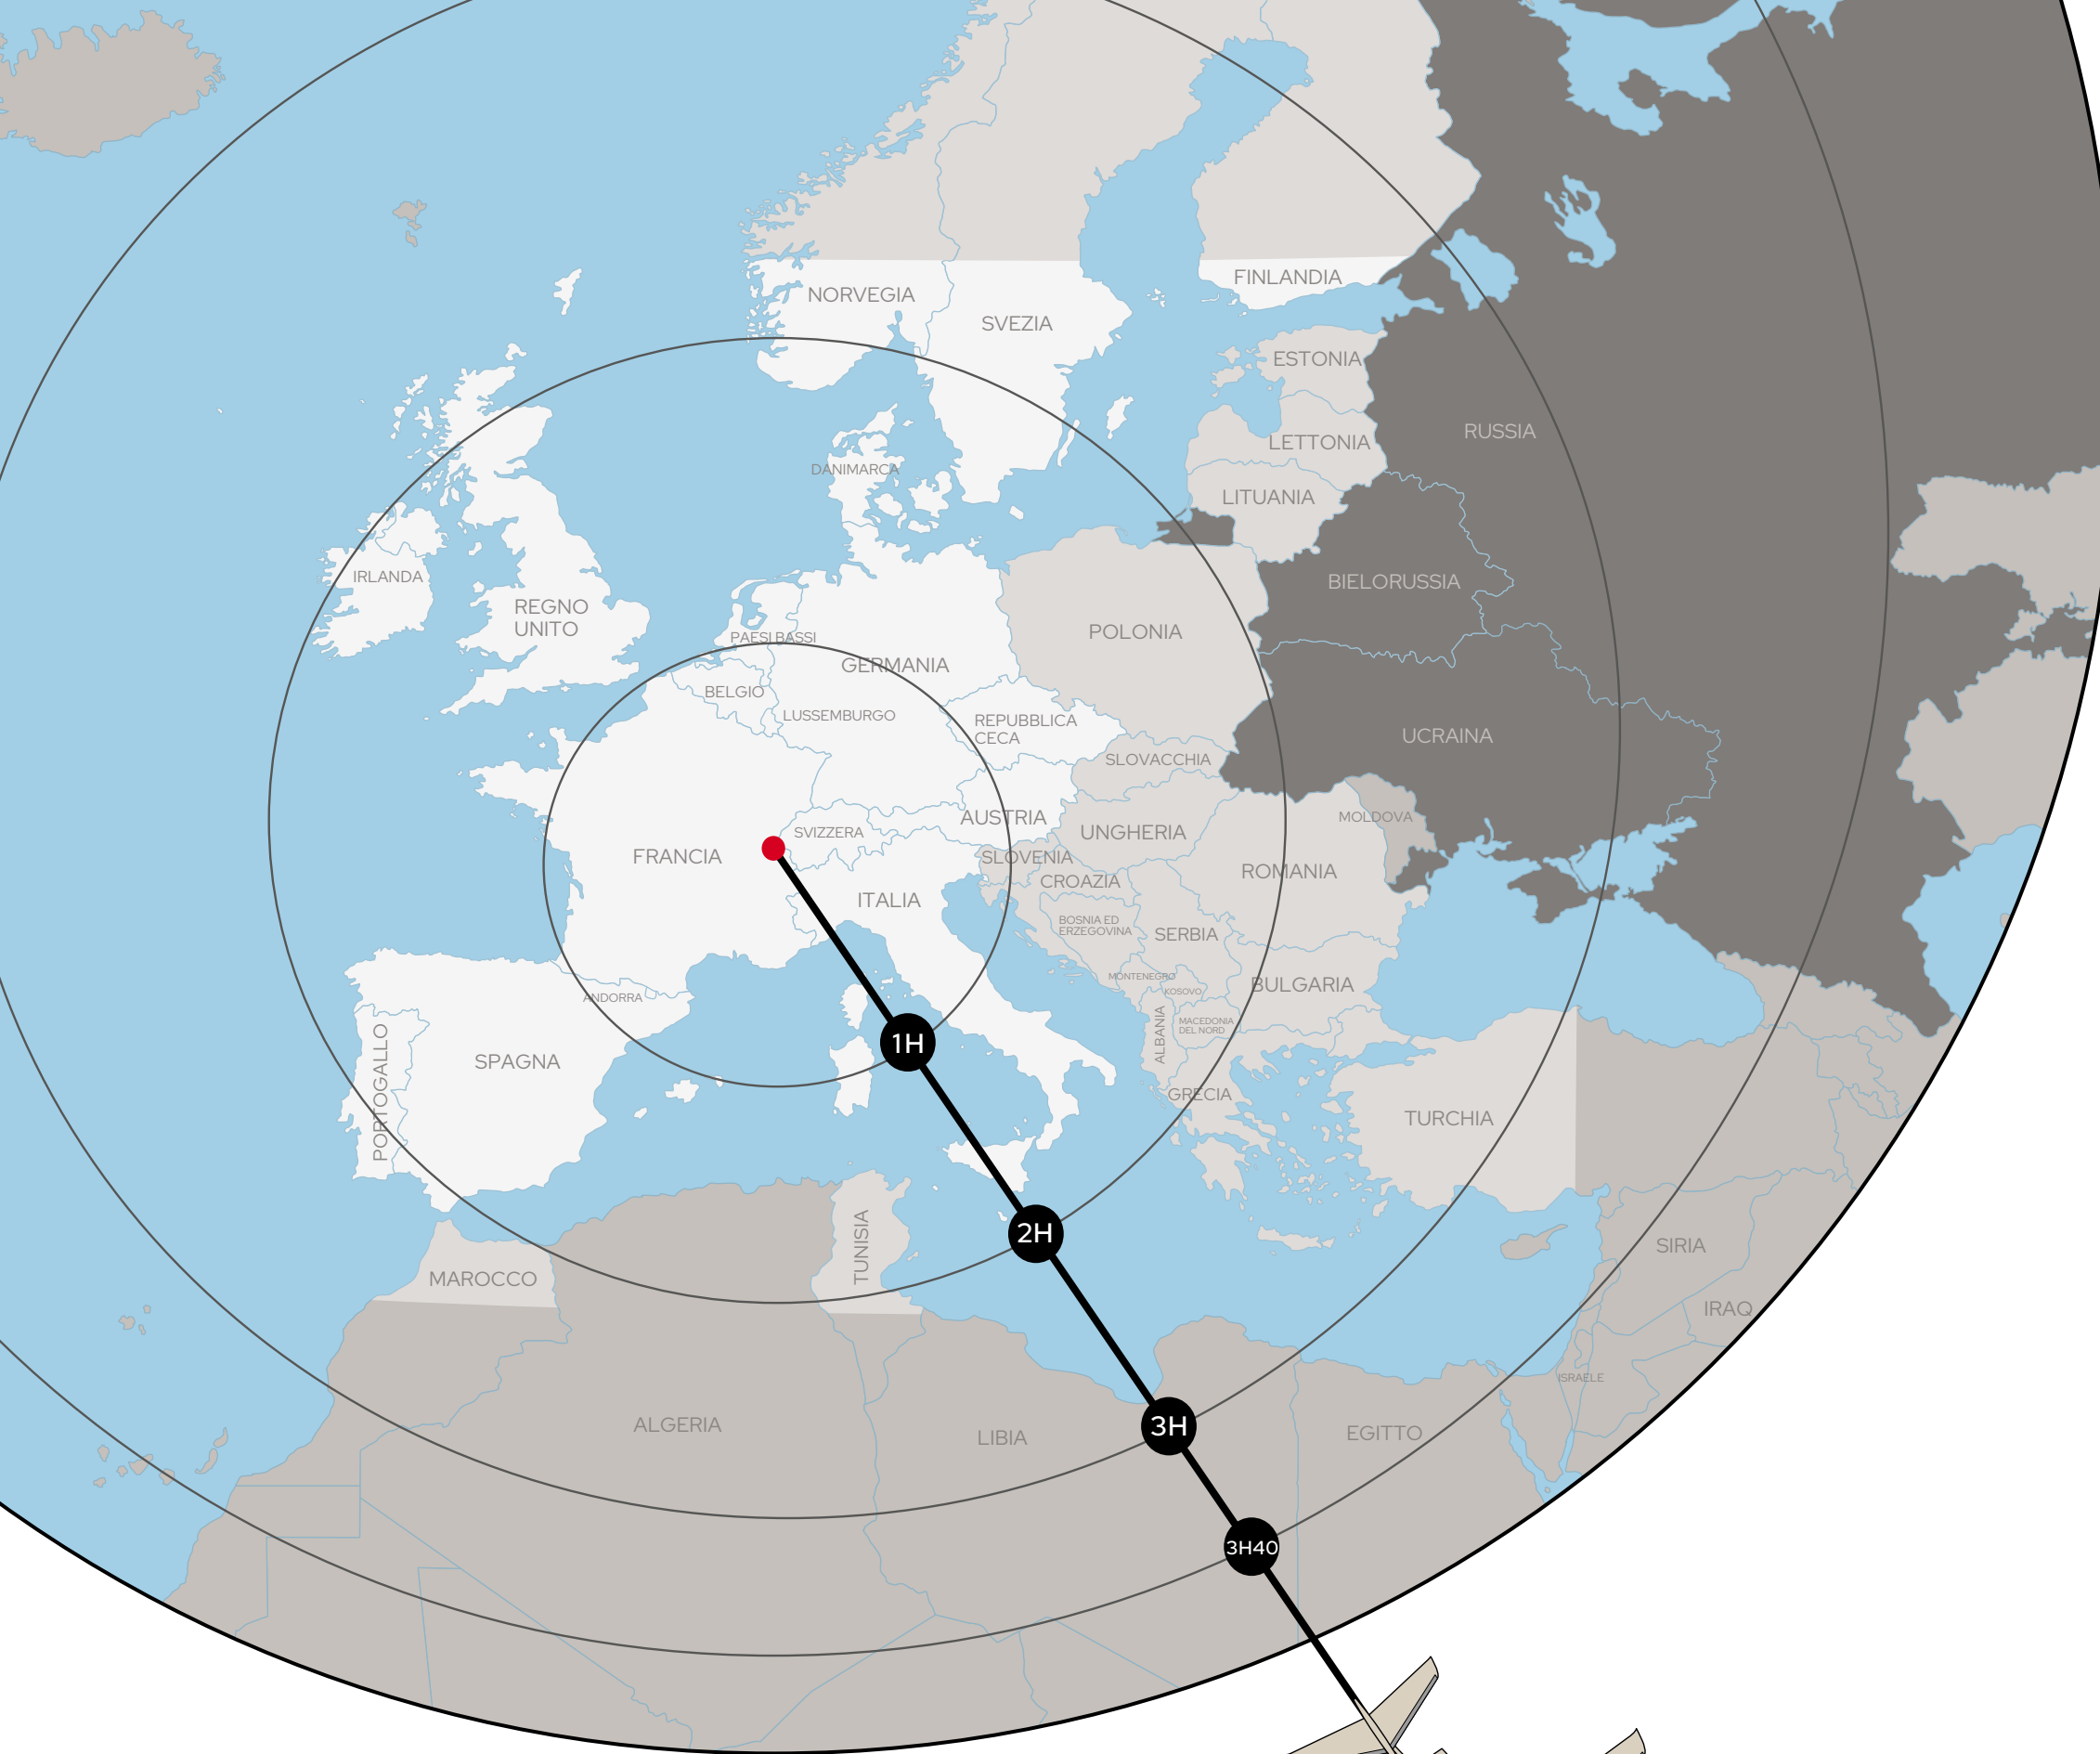 FINLANDIA
NORVEGIA
SVEZIA
ESTONIA
RUSSIA
LETTONIA
DANIMARCA
LITUANIA
IRLANDA
BIELORUSSIA
REGNO
UNITO
POLONIA
PAESI BASSI
GERMANIA
BELGIO
LUSSEMBURGO
REPUBBLICA
CECA
UCRAINA
SLOVACCHIA
AUSTRIA
MOLDOVA
SVIZZERA
UNGHERIA
FRANCIA
SLOVENIA
ROMANIA
CROAZIA
ITALIA
BOSNIA ED
ERZEGOVINA
SERBIA
MONTENEGRO
BULGARIA
KOSOVO
ANDORRA
MACEDONIA
DEL NORD
ALBANIA
1H
SPAGNA
PORTOGALLO
GRECIA
TURCHIA
2H
TUNISIA
SIRIA
MAROCCO
IRAQ
ISRAELE
ALGERIA
3H
EGITTO
LIBIA
3H40